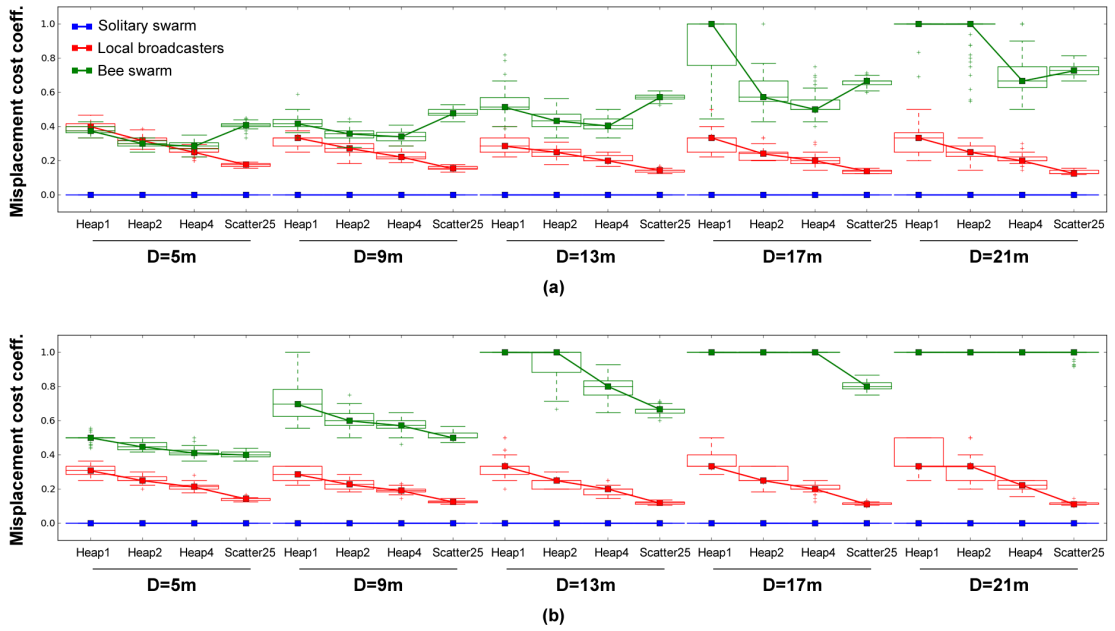 Misplacement cost coeff.
1.0
0.8
0.6
0.4
0.2
0.0
Solitary swarm
Local broadcasters
Bee swarm
Heap1 Heap2 Heap4 Scatter25 Heap1 Heap2 Heap4 Scatter25 Heap1 Heap2 Heap4 Scatter25 Heap1 Heap2 Heap4 Scatter25 Heap1 Heap2 Heap4 Scatter25
D=5m D=9m D=13m D=17m D=21m
(a)
Misplacement cost coeff.
1.0
0.8
0.6
0.4
0.2
0.0
Heap1 Heap2 Heap4 Scatter25 Heap1 Heap2 Heap4 Scatter25 Heap1 Heap2 Heap4 Scatter25 Heap1 Heap2 Heap4 Scatter25 Heap1 Heap2 Heap4 Scatter25
D=5m D=9m D=13m D=17m D=21m
(b)